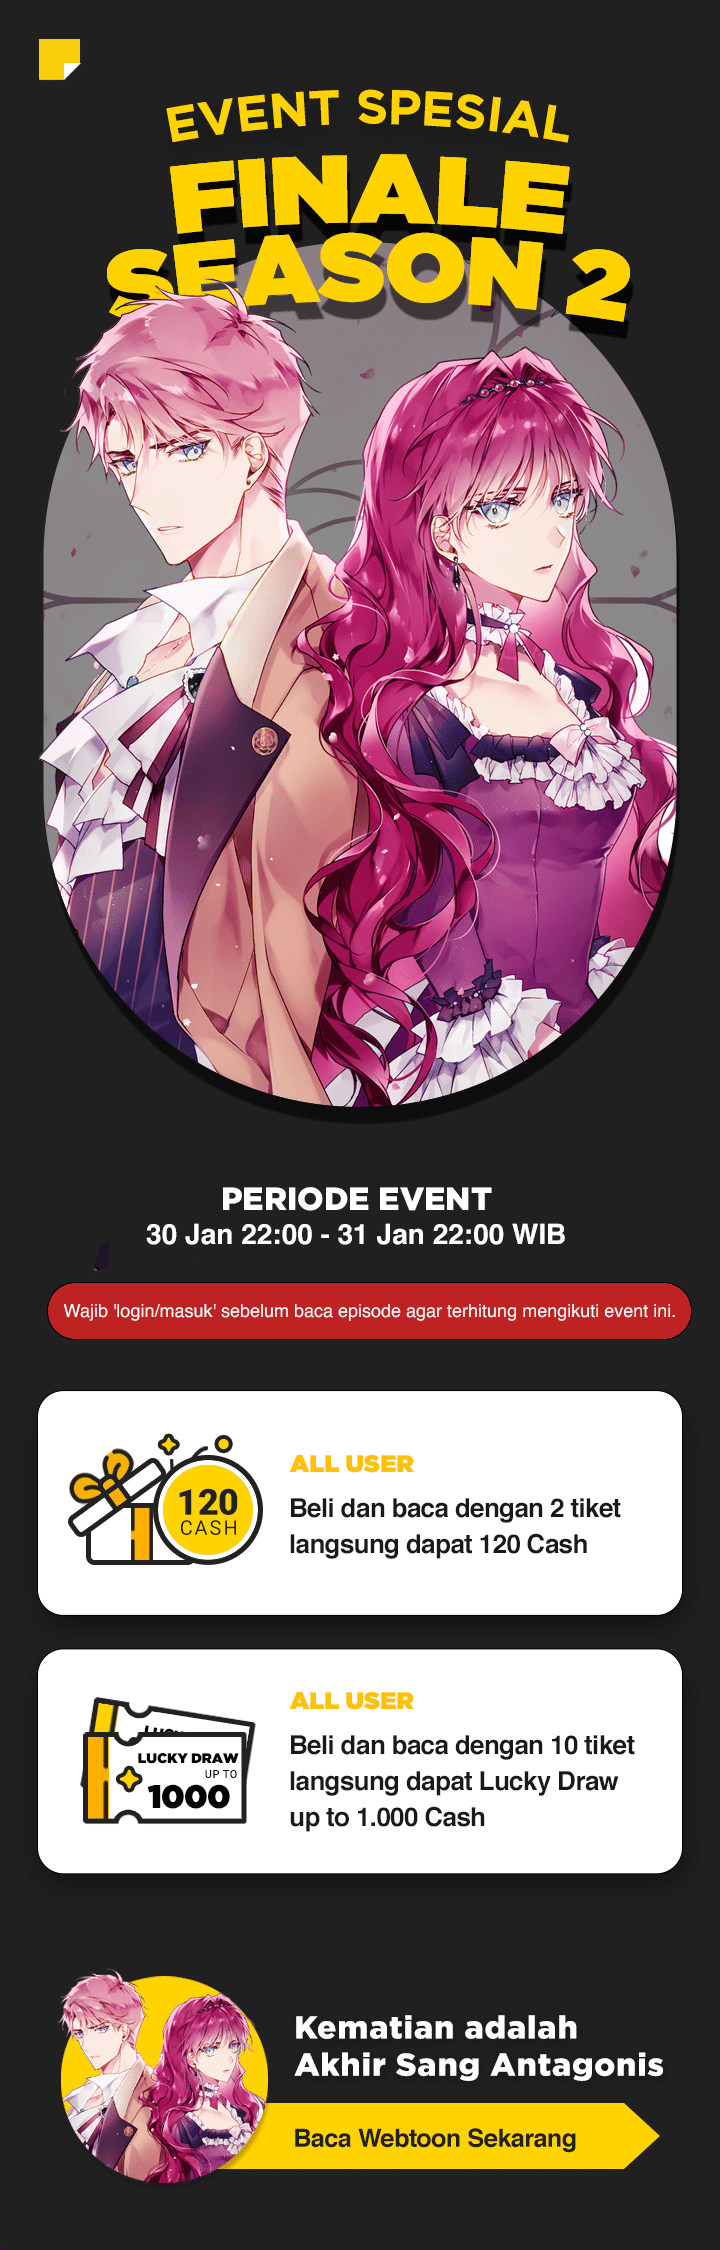 EVENT SPESIAL
FINALE
SEASON 2
PERIODE EVENT
30 Jan 22:00 - 31 Jan 22:00 WIB
Wajib 'login/masuk' sebelum baca episode agar terhitung mengikuti event ini.
120
CASH
ALL USER
Beli dan baca dengan 2 tiket
langsung dapat 120 Cash
LUCKY DRAW
UP TO
1000
ALL USER
Beli dan baca dengan 10 tiket
langsung dapat Lucky Draw
up to 1.000 Cash
Kematian adalah
Akhir Sang Antagonis
Baca Webtoon Sekarang